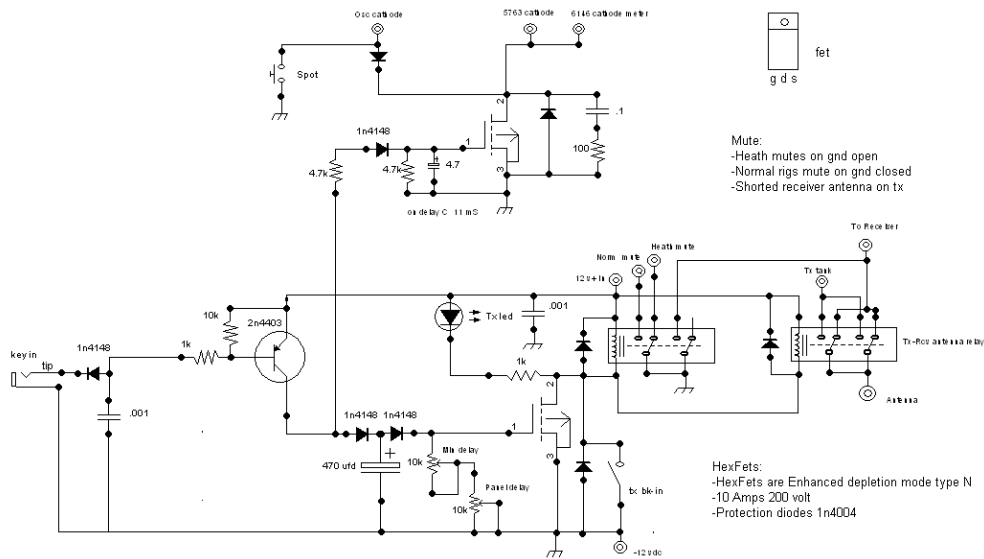 Osc cathode
5763 cathode
6146 cathode meter
Spot
g d s
fet
1n4148
2
1
3
.1
100
4.7k
4.7k
+
4.7
on delay C 11 mS
Mute:
-Heath mutes on gnd open
-Normal rigs mute on gnd closed
-Shorted receiver antenna on tx
To Receiver
Heath mute
Norm mute
12 v + In
Tx tank
10k
2n4403
Tx led
.001
Tx-Rcv antenna relay
key in
tip
1n4148
1k
1k
.001
2
1
3
Antenna
1n4148
1n4148
+
470 ufd
10k
Min delay
10k
Panel delay
tx bk-in
-12 vdc
HexFets:
-HexFets are Enhanced depletion mode type N
-10 Amps 200 volt
-Protection diodes 1n4004